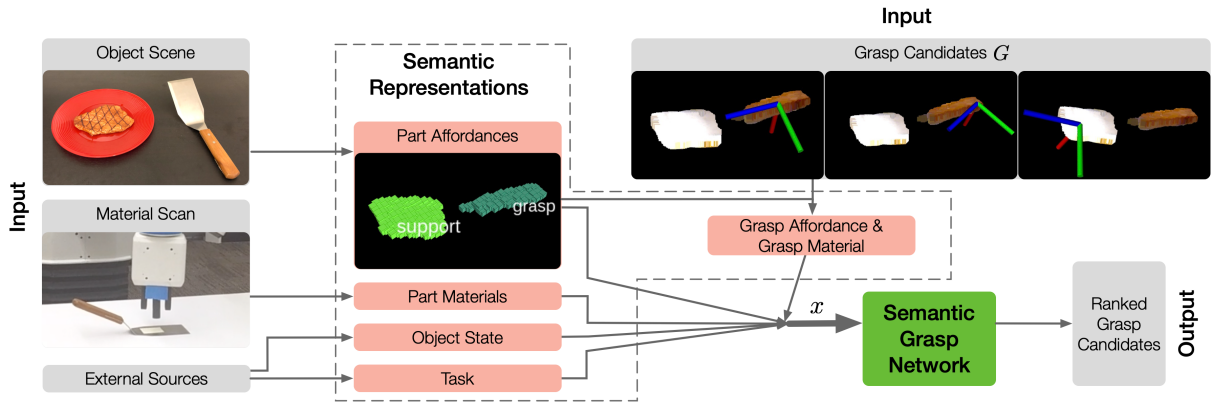 Input
Object Scene
Material Scan
External Sources
Semantic
Representations
Part Affordances
support
grasp
Part Materials
Object State
Task
Input
Grasp Candidates G
Grasp Affordance &
Grasp Material
x
Semantic
Grasp
Network
Ranked
Grasp
Candidates
Output